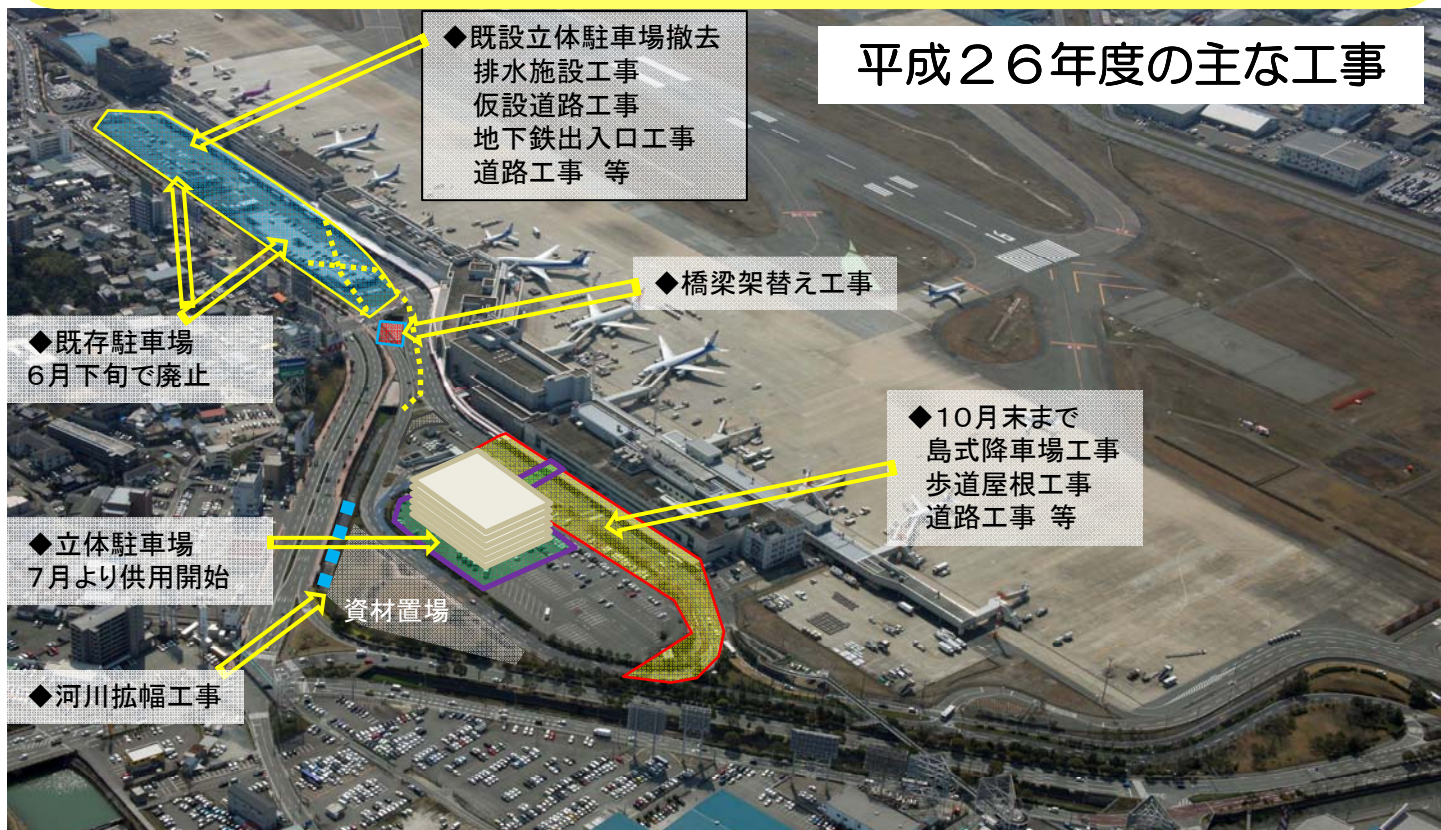 平成２６年度の主な工事
◆既設立体駐車場撤去
排水施設工事
仮設道路工事
地下鉄出入口工事
道路工事 等
◆橋梁架替え工事
◆既存駐車場
６月下旬で廃止
◆１０月末まで
島式降車場工事
歩道屋根工事
道路工事 等
◆立体駐車場
７月より供用開始
資材置場
◆河川拡幅工事